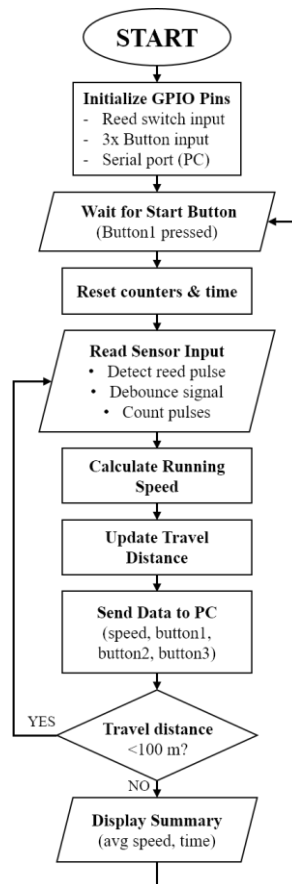 START
Initialize GPIO Pins
- Reed switch input
- 3x Button input
- Serial port (PC)
Wait for Start Button
(Button1 pressed)
Reset counters & time
Read Sensor Input
• Detect reed pulse
• Debounce signal
• Count pulses
Calculate Running
Speed
Update Travel
Distance
Send Data to PC
(speed, button1,
button2, button3)
YES
Travel distance
<100 m?
NO
Display Summary
(avg speed, time)